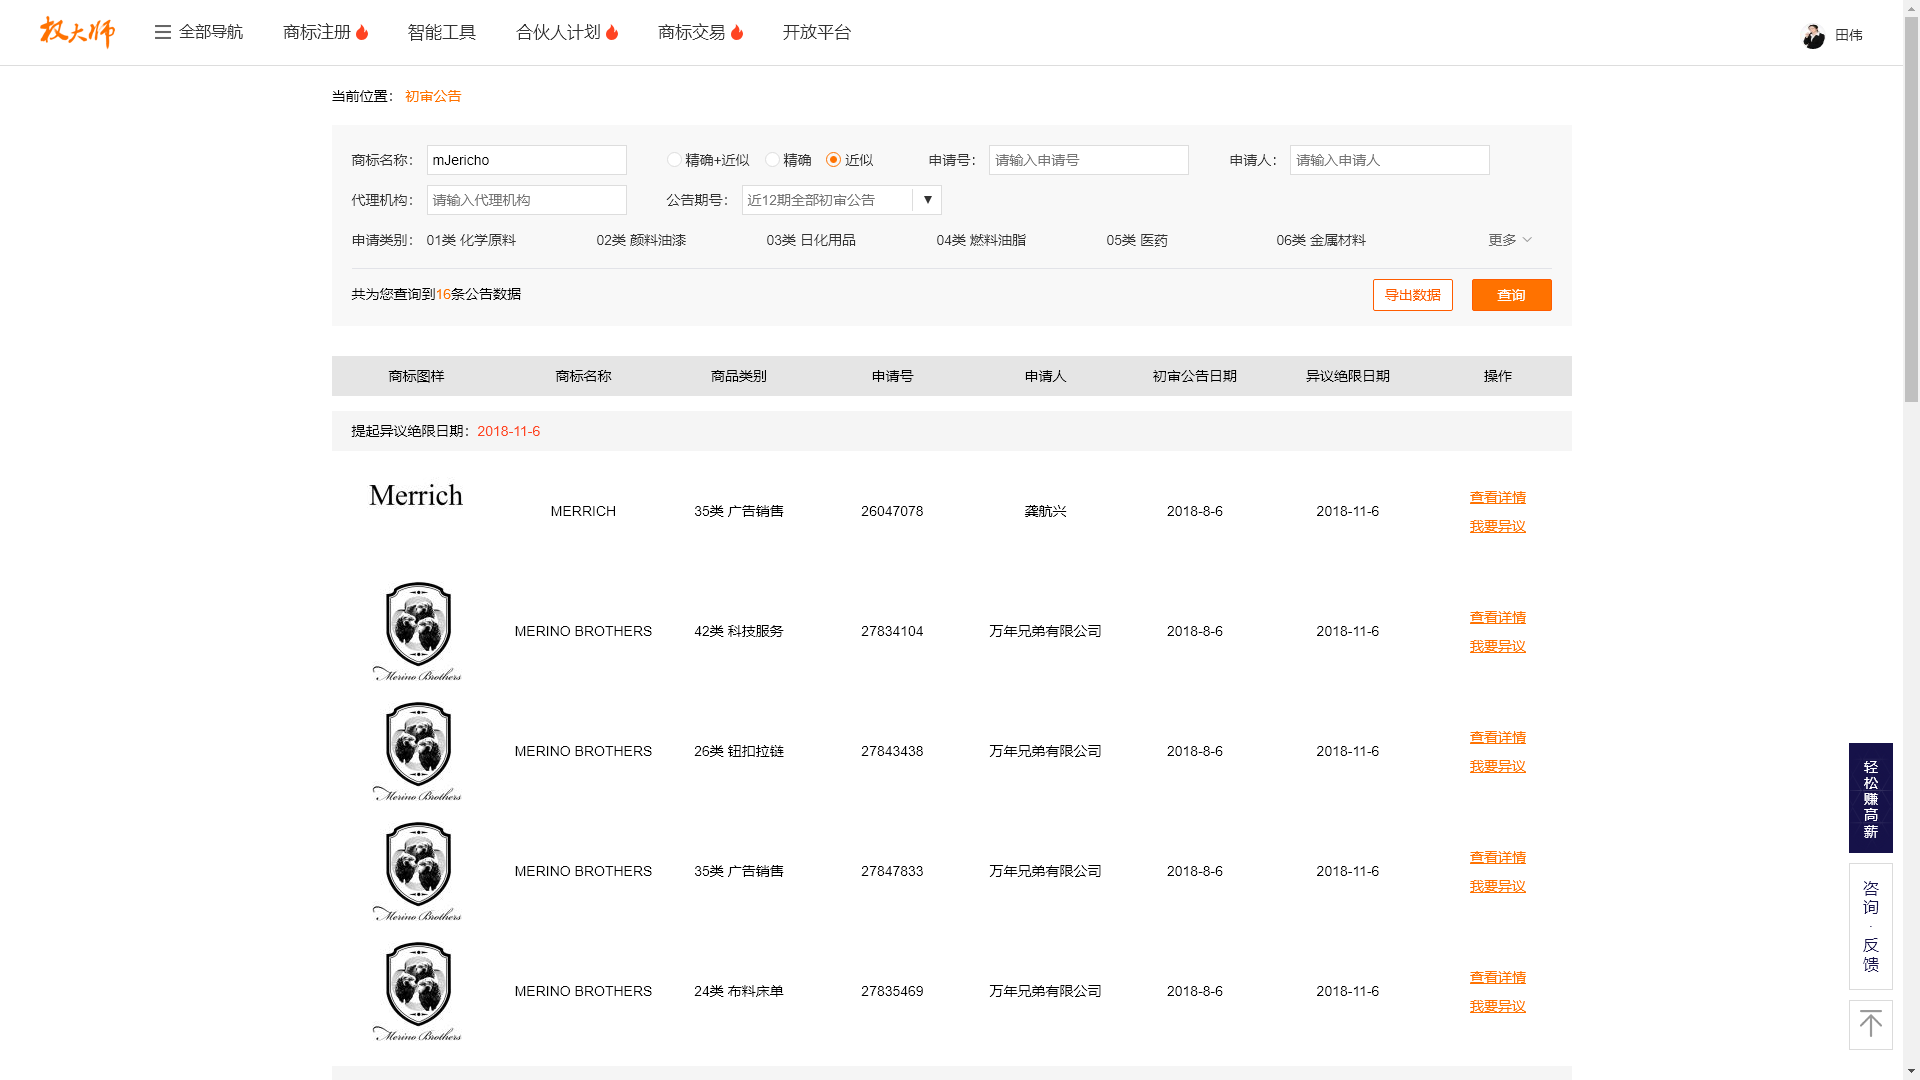 权大师 全部导航 商标注册 智能工具 合伙人计划 商标交易 开放平台 田伟
当前位置： 初审公告
商标名称： mJericho 精确+近似 精确 近似 申请号： 请输入申请号 申请人： 请输入申请人
代理机构： 请输入代理机构 公告期号： 近12期全部初审公告 ▼
申请类别： 01类 化学原料 02类 颜料油漆 03类 日化用品 04类 燃料油脂 05类 医药 06类 金属材料 更多
共为您查询到16条公告数据 导出数据 查询
商标图样 商标名称 商品类别 申请号 申请人 初审公告日期 异议绝限日期 操作
提起异议绝限日期：2018-11-6
Merrich MERRICH 35类 广告销售 26047078 龚航兴 2018-8-6 2018-11-6 查看详情
我要异议
Merino Brothers MERINO BROTHERS 42类 科技服务 27834104 万年兄弟有限公司 2018-8-6 2018-11-6 查看详情
我要异议
Merino Brothers MERINO BROTHERS 26类 钮扣拉链 27843438 万年兄弟有限公司 2018-8-6 2018-11-6 查看详情
我要异议
Merino Brothers MERINO BROTHERS 35类 广告销售 27847833 万年兄弟有限公司 2018-8-6 2018-11-6 查看详情
我要异议
Merino Brothers MERINO BROTHERS 24类 布料床单 27835469 万年兄弟有限公司 2018-8-6 2018-11-6 查看详情
我要异议
轻松赚高薪
咨询·反馈